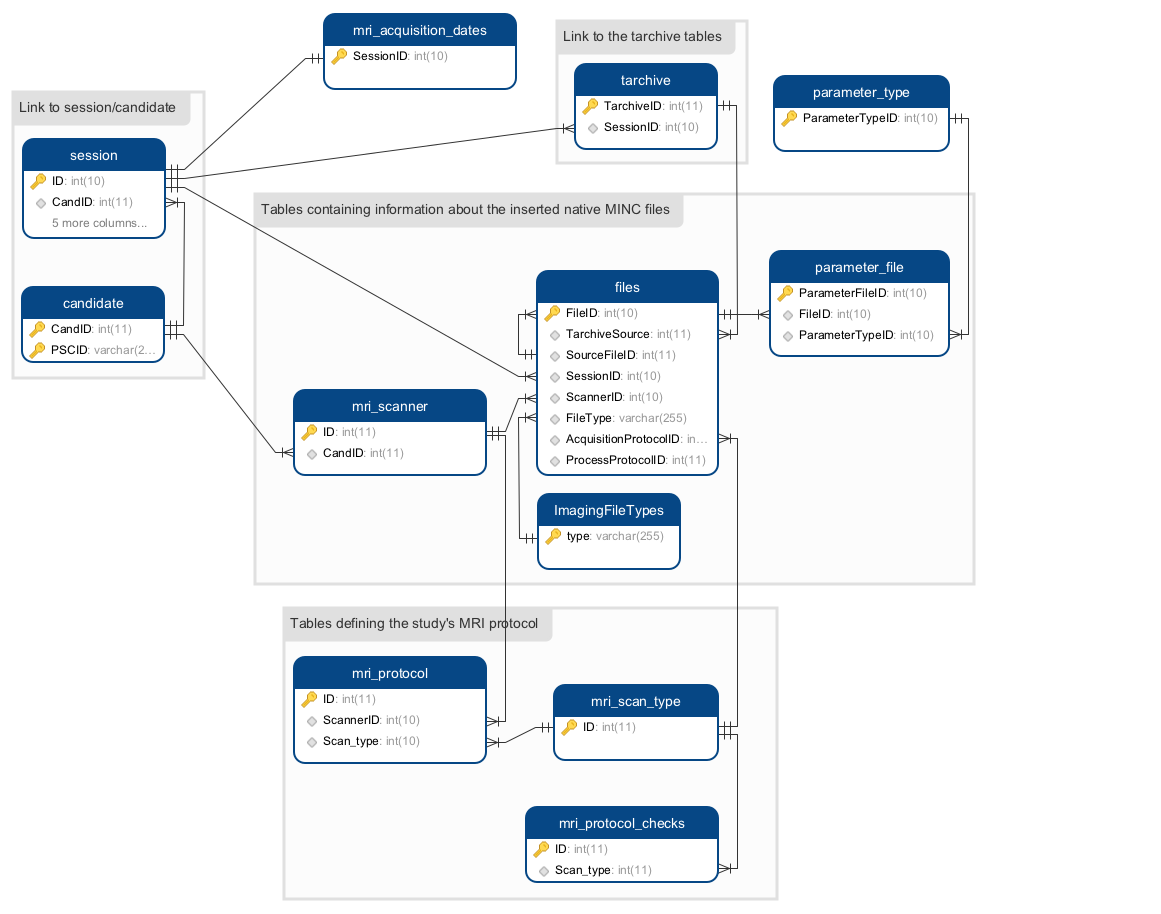 mri_acquisition_dates
SessionID: int(10)
Link to the tarchive tables
tarchive
TarchiveID: int(11)
SessionID: int(10)
parameter_type
ParameterTypeID: int(10)
Link to session/candidate
session
ID: int(10)
CandID: int(11)
5 more columns...
candidate
CandID: int(11)
PSCID: varchar(2...
Tables containing information about the inserted native MINC files
files
FileID: int(10)
TarchiveSource: int(11)
SourceFileID: int(11)
SessionID: int(10)
ScannerID: int(10)
FileType: varchar(255)
AcquisitionProtocolID: in...
ProcessProtocolID: int(11)
parameter_file
ParameterFileID: int(10)
FileID: int(10)
ParameterTypeID: int(10)
mri_scanner
ID: int(11)
CandID: int(11)
ImagingFileTypes
type: varchar(255)
Tables defining the study's MRI protocol
mri_protocol
ID: int(11)
ScannerID: int(10)
Scan_type: int(10)
mri_scan_type
ID: int(11)
mri_protocol_checks
ID: int(11)
Scan_type: int(11)